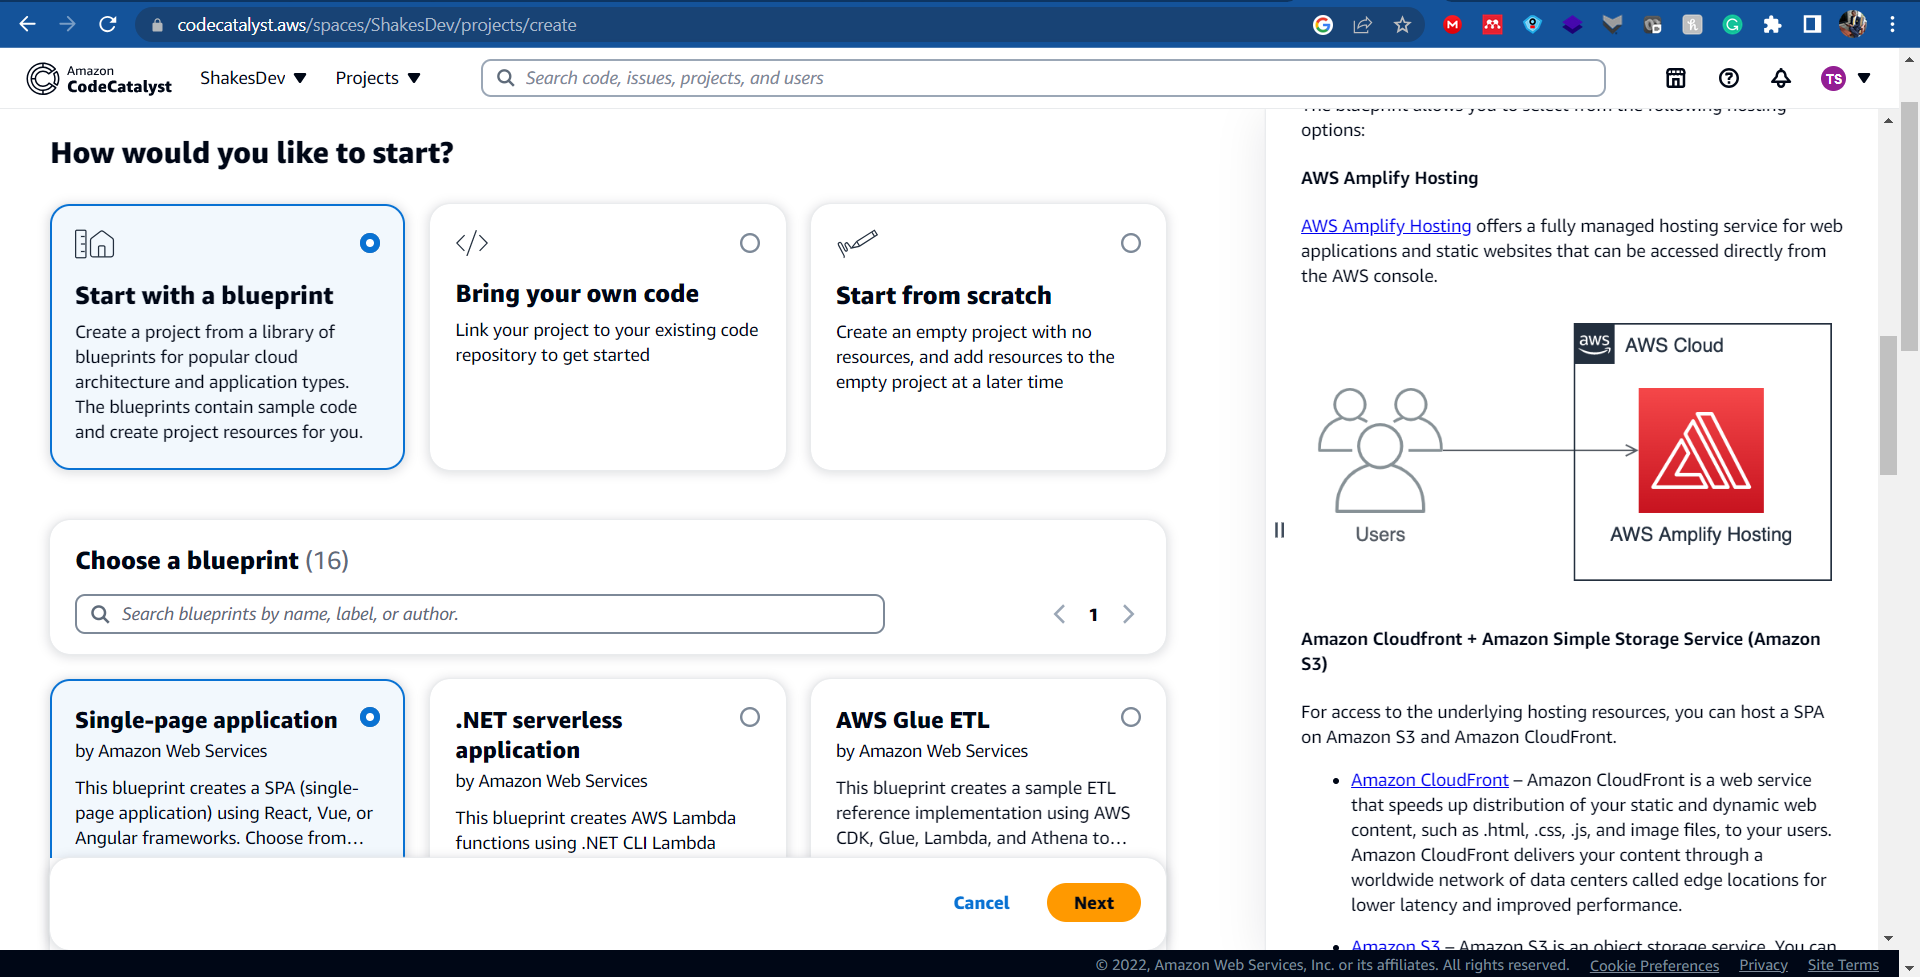 codecatalyst.aws/spaces/ShakesDev/projects/create
Amazon
CodeCatalyst
ShakesDev
Projects
Search code, issues, projects, and users
TS
How would you like to start?
Start with a blueprint
Create a project from a library of
blueprints for popular cloud
architecture and application types.
The blueprints contain sample code
and create project resources for you.
Bring your own code
Link your project to your existing code
repository to get started
Start from scratch
Create an empty project with no
resources, and add resources to the
empty project at a later time
Choose a blueprint (16)
Search blueprints by name, label, or author.
1
Single-page application
by Amazon Web Services
This blueprint creates a SPA (single-
page application) using React, Vue, or
Angular frameworks. Choose from...
.NET serverless
application
by Amazon Web Services
This blueprint creates AWS Lambda
functions using .NET CLI Lambda
AWS Glue ETL
by Amazon Web Services
This blueprint creates a sample ETL
reference implementation using AWS
CDK, Glue, Lambda, and Athena to...
Cancel
Next
The blueprint allows you to select from the following hosting
options:
AWS Amplify Hosting
AWS Amplify Hosting offers a fully managed hosting service for web
applications and static websites that can be accessed directly from
the AWS console.
aws
AWS Cloud
Users
AWS Amplify Hosting
Amazon Cloudfront + Amazon Simple Storage Service (Amazon
S3)
For access to the underlying hosting resources, you can host a SPA
on Amazon S3 and Amazon CloudFront.
• Amazon CloudFront – Amazon CloudFront is a web service
that speeds up distribution of your static and dynamic web
content, such as .html, .css, .js, and image files, to your users.
Amazon CloudFront delivers your content through a
worldwide network of data centers called edge locations for
lower latency and improved performance.
• Amazon S3 – Amazon S3 is an object storage service. You can
© 2022, Amazon Web Services, Inc. or its affiliates. All rights reserved.
Cookie Preferences
Privacy
Site Terms